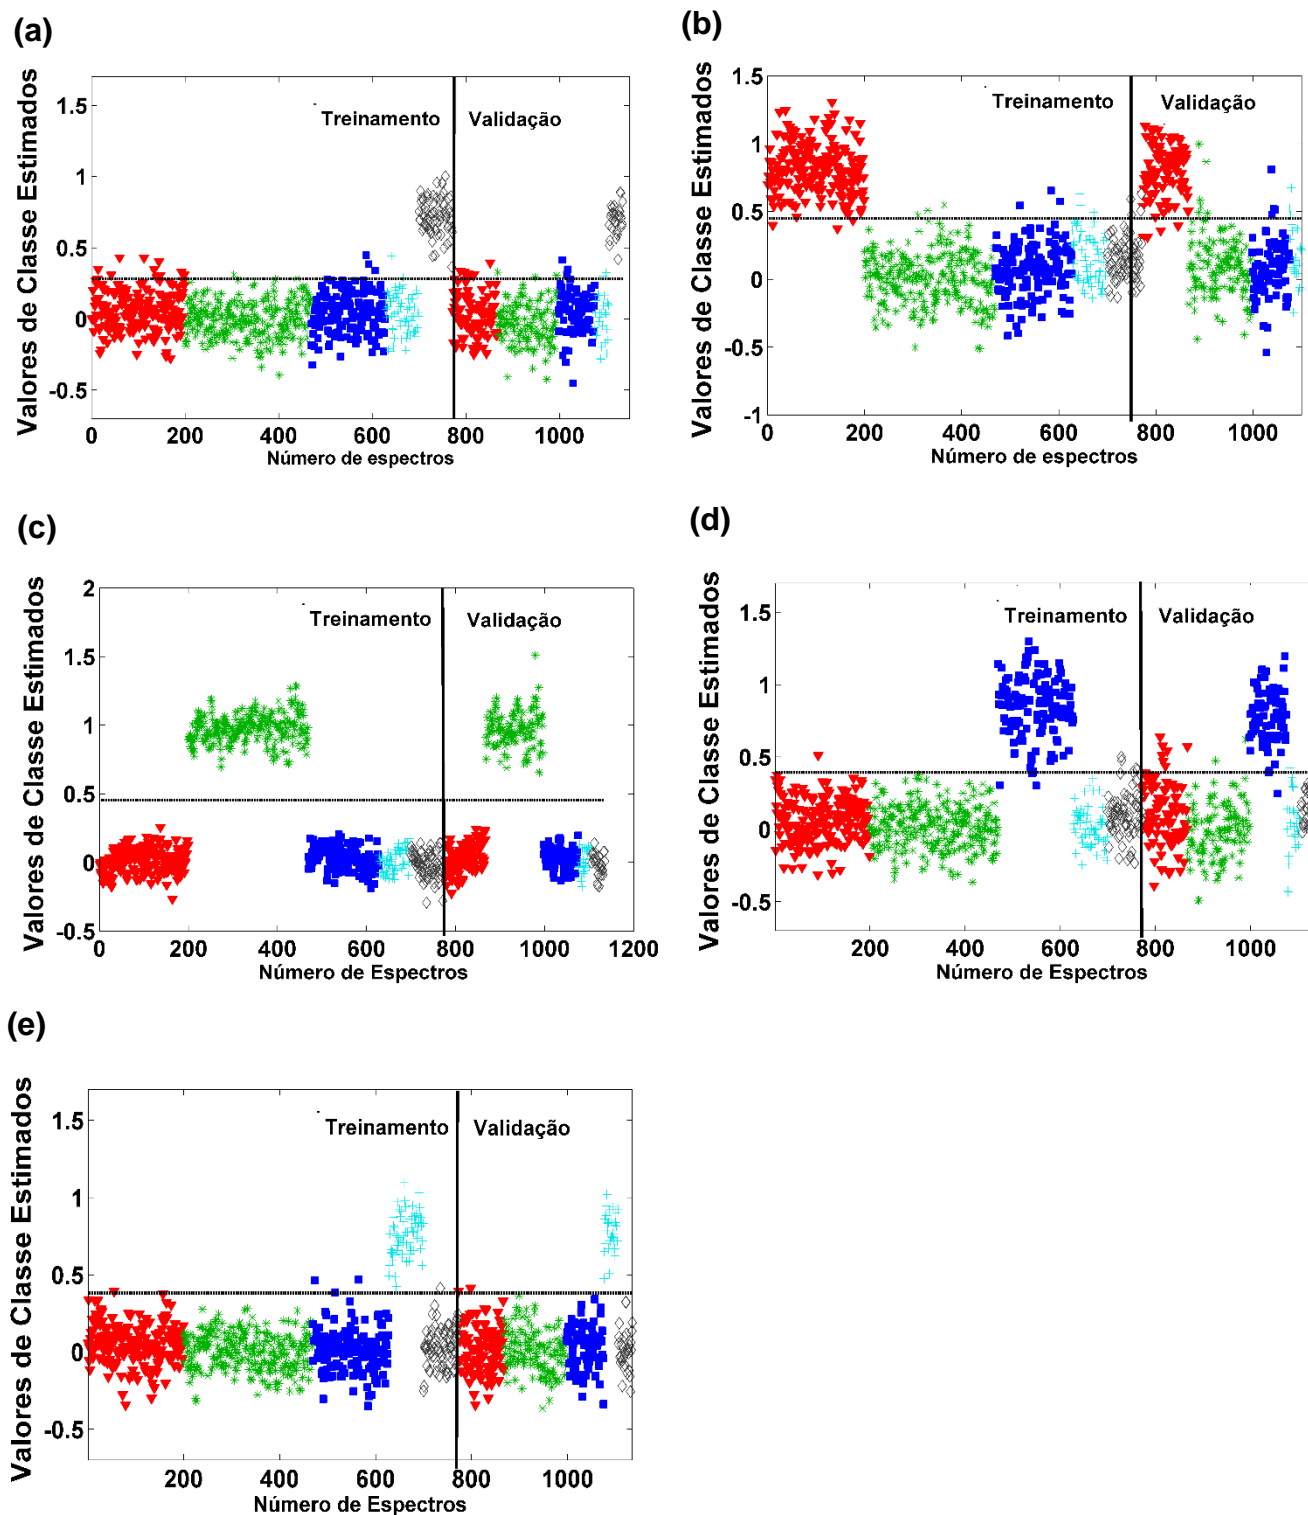 (a)
Valores de Classe Estimados
1.5
1
0.5
0
-0.5
Treinamento
Validação
0 200 400 600 800 1000
Número de espectros
(b)
Valores de Classe Estimados
1.5
1
0.5
0
-0.5
-1
Treinamento
Validação
0 200 400 600 800 1000
Número de espectros
(c)
Valores de Classe Estimados
2
1.5
1
0.5
0
-0.5
Treinamento
Validação
0 200 400 600 800 1000 1200
Número de Espectros
(d)
Valores de Classe Estimados
1.5
1
0.5
0
-0.5
Treinamento
Validação
200 400 600 800 1000
Número de Espectros
(e)
Valores de Classe Estimados
1.5
1
0.5
0
-0.5
Treinamento
Validação
200 400 600 800 1000
Número de Espectros